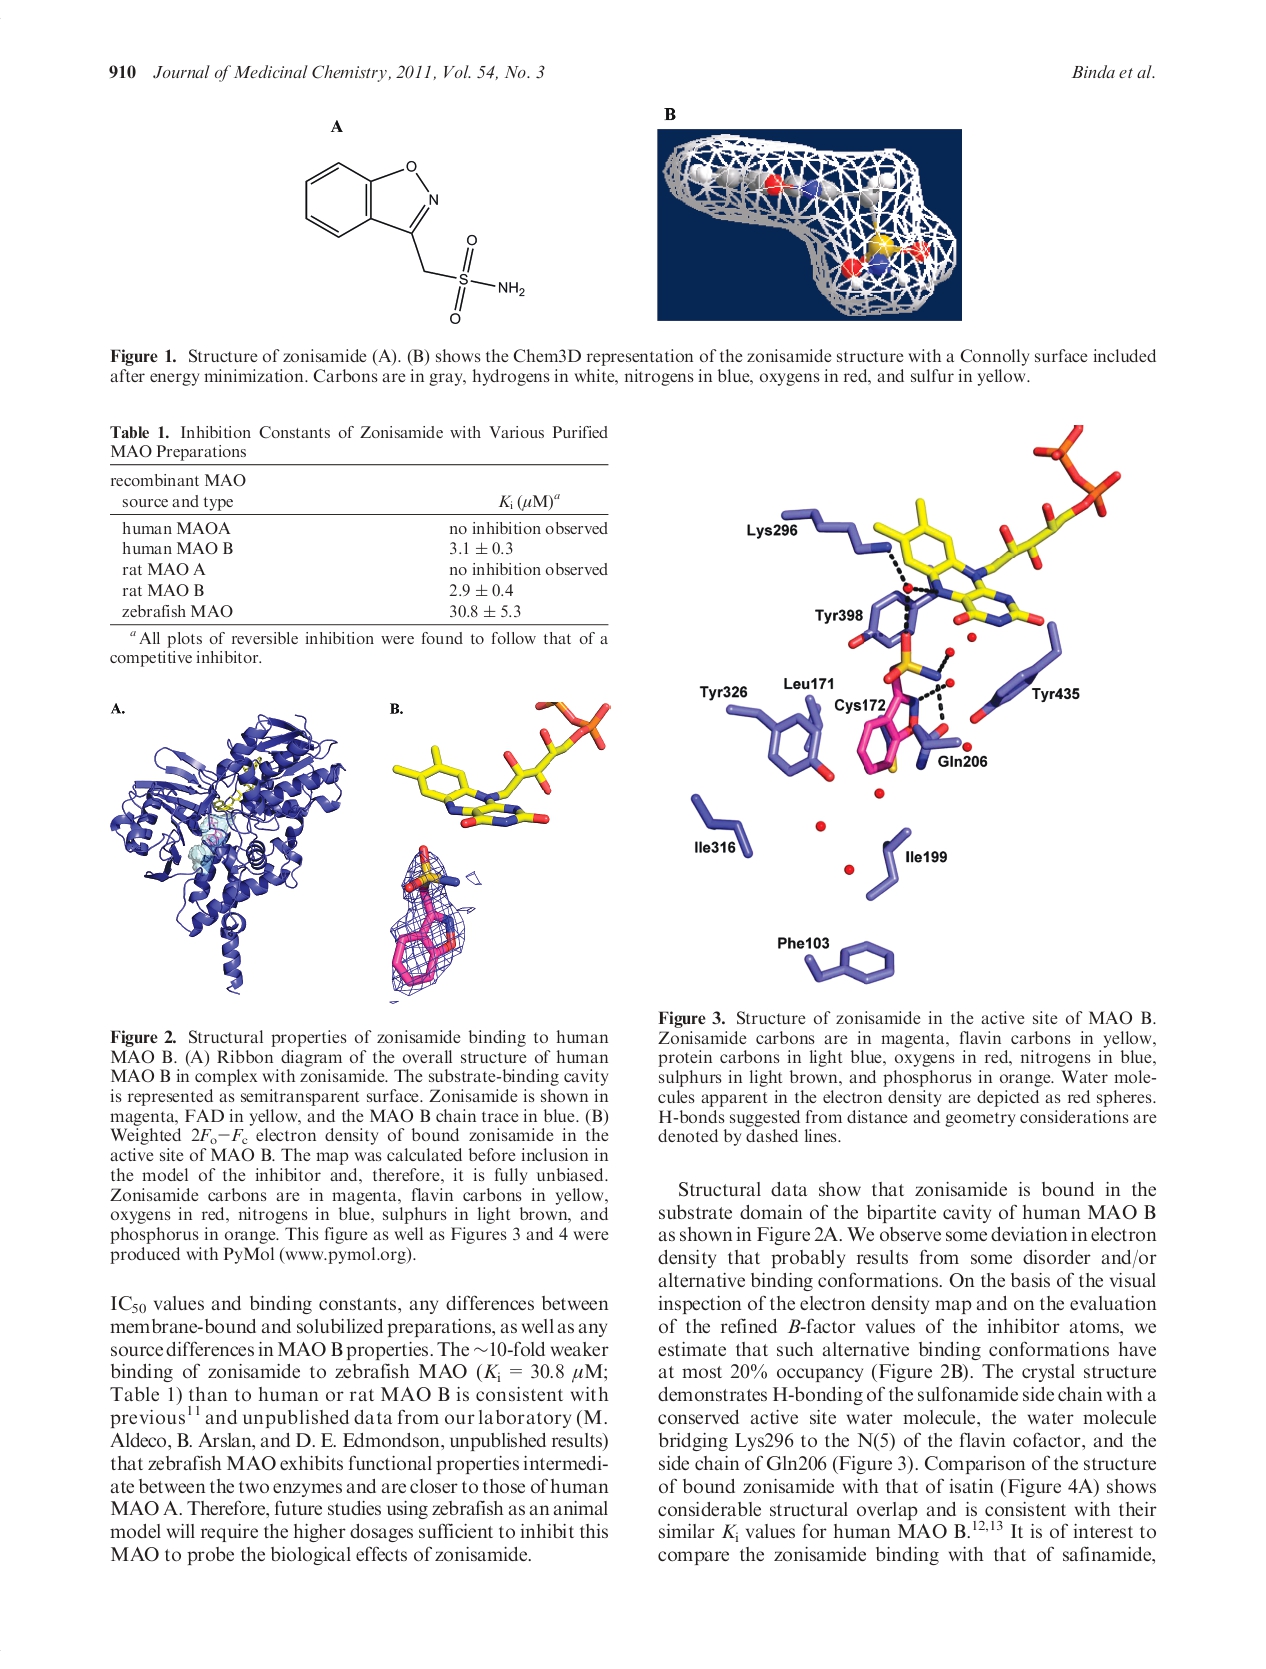 910 Journal of Medicinal Chemistry, 2011, Vol. 54, No. 3
Binda et al.
A
B
O
N
O
S
NH2
O
Figure 1. Structure of zonisamide (A). (B) shows the Chem3D representation of the zonisamide structure with a Connolly surface included
after energy minimization. Carbons are in gray, hydrogens in white, nitrogens in blue, oxygens in red, and sulfur in yellow.
Table 1. Inhibition Constants of Zonisamide with Various Purified
MAO Preparations
recombinant MAO
source and type Ki (μM)a
human MAOA no inhibition observed
human MAO B 3.1 ± 0.3
rat MAO A no inhibition observed
rat MAO B 2.9 ± 0.4
zebrafish MAO 30.8 ± 5.3
a All plots of reversible inhibition were found to follow that of a
competitive inhibitor.
A.
B.
Figure 2. Structural properties of zonisamide binding to human
MAO B. (A) Ribbon diagram of the overall structure of human
MAO B in complex with zonisamide. The substrate-binding cavity
is represented as semitransparent surface. Zonisamide is shown in
magenta, FAD in yellow, and the MAO B chain trace in blue. (B)
Weighted 2Fo−Fc electron density of bound zonisamide in the
active site of MAO B. The map was calculated before inclusion in
the model of the inhibitor and, therefore, it is fully unbiased.
Zonisamide carbons are in magenta, flavin carbons in yellow,
oxygens in red, nitrogens in blue, sulphurs in light brown, and
phosphorus in orange. This figure as well as Figures 3 and 4 were
produced with PyMol (www.pymol.org).
IC50 values and binding constants, any differences between
membrane-bound and solubilized preparations, as well as any
source differences in MAO B properties. The ∼10-fold weaker
binding of zonisamide to zebrafish MAO (Ki = 30.8 μM;
Table 1) than to human or rat MAO B is consistent with
previous11 and unpublished data from our laboratory (M.
Aldeco, B. Arslan, and D. E. Edmondson, unpublished results)
that zebrafish MAO exhibits functional properties intermedi-
ate between the two enzymes and are closer to those of human
MAO A. Therefore, future studies using zebrafish as an animal
model will require the higher dosages sufficient to inhibit this
MAO to probe the biological effects of zonisamide.
Lys296
Tyr398
Tyr326
Leu171
Cys172
Tyr435
Gln206
Ile316
Ile199
Phe103
Figure 3. Structure of zonisamide in the active site of MAO B.
Zonisamide carbons are in magenta, flavin carbons in yellow,
protein carbons in light blue, oxygens in red, nitrogens in blue,
sulphurs in light brown, and phosphorus in orange. Water mole-
cules apparent in the electron density are depicted as red spheres.
H-bonds suggested from distance and geometry considerations are
denoted by dashed lines.
Structural data show that zonisamide is bound in the
substrate domain of the bipartite cavity of human MAO B
as shown in Figure 2A. We observe some deviation in electron
density that probably results from some disorder and/or
alternative binding conformations. On the basis of the visual
inspection of the electron density map and on the evaluation
of the refined B-factor values of the inhibitor atoms, we
estimate that such alternative binding conformations have
at most 20% occupancy (Figure 2B). The crystal structure
demonstrates H-bonding of the sulfonamide side chain with a
conserved active site water molecule, the water molecule
bridging Lys296 to the N(5) of the flavin cofactor, and the
side chain of Gln206 (Figure 3). Comparison of the structure
of bound zonisamide with that of isatin (Figure 4A) shows
considerable structural overlap and is consistent with their
similar Ki values for human MAO B.12,13 It is of interest to
compare the zonisamide binding with that of safinamide,